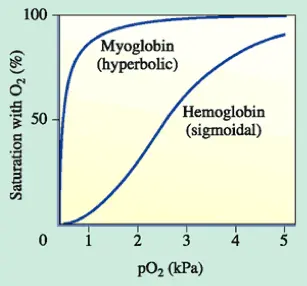 Saturation with O₂ (%)
100
50
0
Myoglobin
(hyperbolic)
Hemoglobin
(sigmoidal)
1 2 3 4 5
pO₂ (kPa)